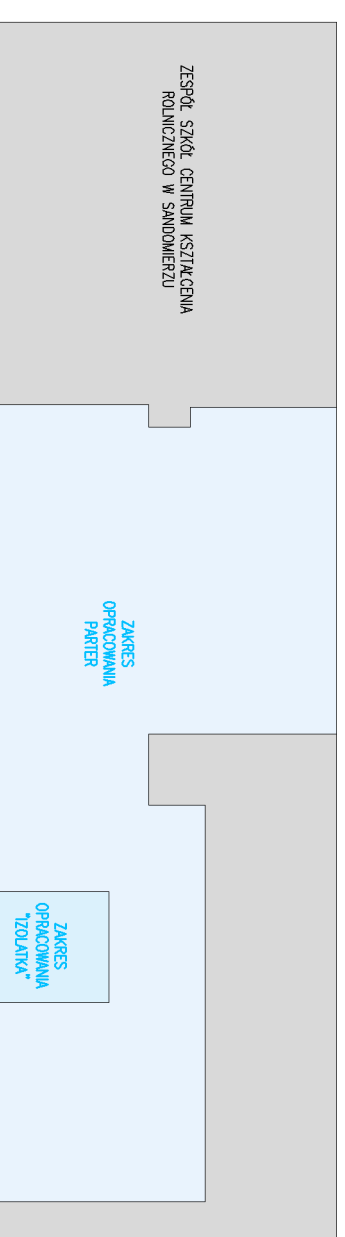 ZESPÓŁ SZKÓŁ CENTRUM KSZTAŁCENIA
ROLNICZNEGO W SANDOMIERZU
ZAKRES
OPRACOWANIA
PARTER
ZAKRES
OPRACOWANIA
"IZOLATKA"